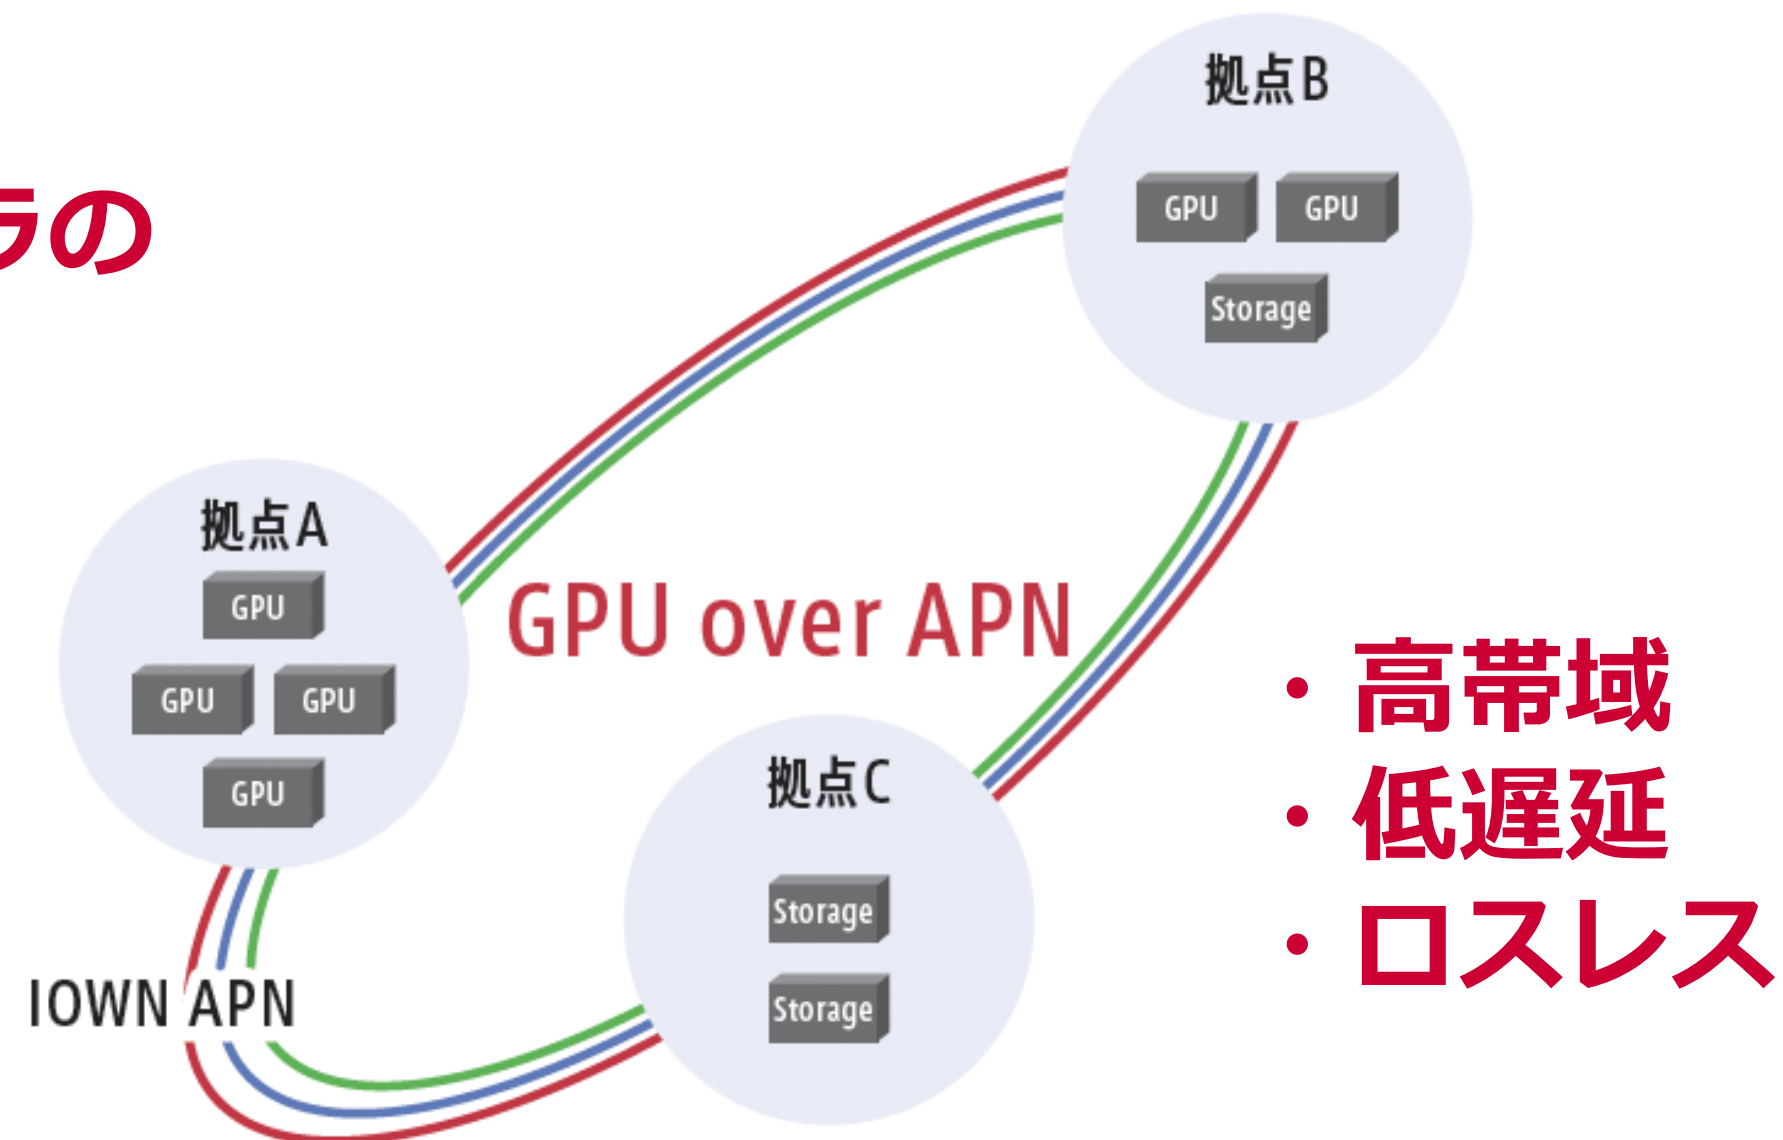 ラの
拠点B
GPU GPU
Storage
拠点A
GPU
GPU GPU
GPU
GPU over APN
拠点C
Storage
Storage
IOWN APN
・高帯域
・低遅延
・ロスレス